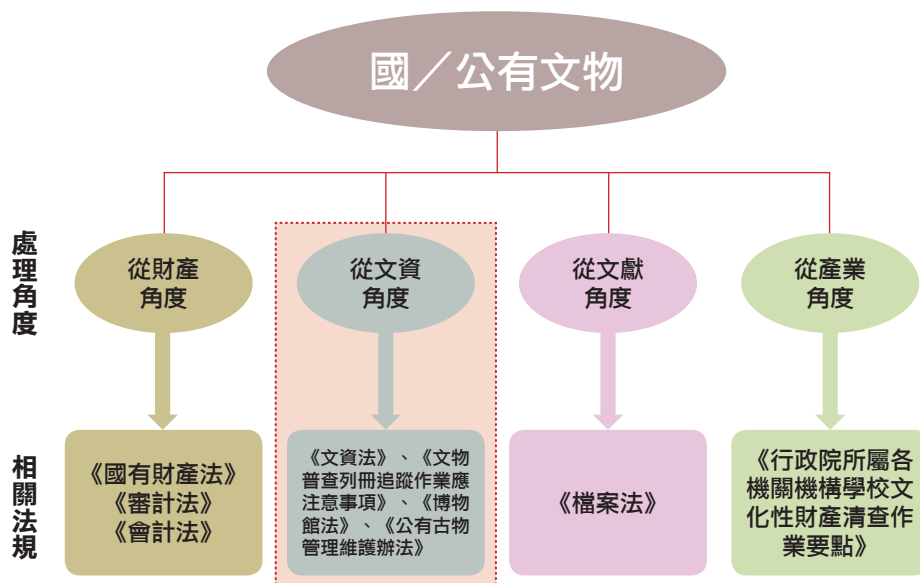 國／公有文物
處理角度
從財產
角度
從文資
角度
從文獻
角度
從產業
角度
相關法規
《國有財產法》
《審計法》
《會計法》
《文資法》、《文物
普查列冊追蹤作業應
注意事項》、《博物
館法》、《公有古物
管理維護辦法》
《檔案法》
《行政院所屬各
機關機構學校文
化性財產清查作
業要點》